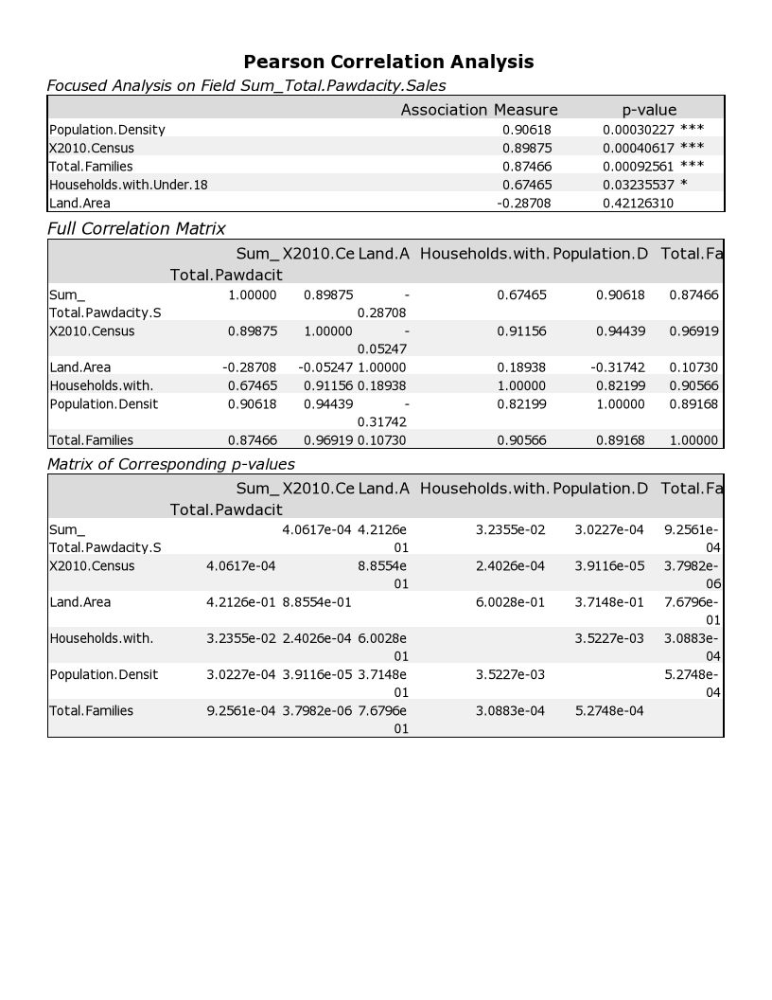 Pearson Correlation Analysis
Focused Analysis on Field Sum_Total.Pawdacity.Sales
Association Measure p-value
Population.Density 0.90618 0.00030227 ***
X2010.Census 0.89875 0.00040617 ***
Total.Families 0.87466 0.00092561 ***
Households.with.Under.18 0.67465 0.03235537 *
Land.Area -0.28708 0.42126310
Full Correlation Matrix
Sum_ X2010.Ce Land.A Households.with. Population.D Total.Fa
Total.Pawdacit
Sum_ 1.00000 0.89875 - 0.67465 0.90618 0.87466
Total.Pawdacity.S 0.28708
X2010.Census 0.89875 1.00000 - 0.91156 0.94439 0.96919
0.05247
Land.Area -0.28708 -0.05247 1.00000 0.18938 -0.31742 0.10730
Households.with. 0.67465 0.91156 0.18938 1.00000 0.82199 0.90566
Population.Densit 0.90618 0.94439 - 0.82199 1.00000 0.89168
0.31742
Total.Families 0.87466 0.96919 0.10730 0.90566 0.89168 1.00000
Matrix of Corresponding p-values
Sum_ X2010.Ce Land.A Households.with. Population.D Total.Fa
Total.Pawdacit
Sum_ 4.0617e-04 4.2126e 3.2355e-02 3.0227e-04 9.2561e-
Total.Pawdacity.S 01 04
X2010.Census 4.0617e-04 8.8554e 2.4026e-04 3.9116e-05 3.7982e-
01 06
Land.Area 4.2126e-01 8.8554e-01 6.0028e-01 3.7148e-01 7.6796e-
01
Households.with. 3.2355e-02 2.4026e-04 6.0028e 3.5227e-03 3.0883e-
01 04
Population.Densit 3.0227e-04 3.9116e-05 3.7148e 3.5227e-03 5.2748e-
01 04
Total.Families 9.2561e-04 3.7982e-06 7.6796e 3.0883e-04 5.2748e-04
01